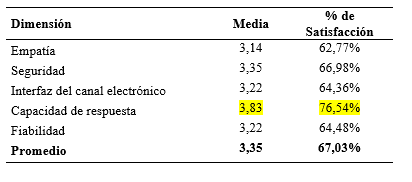 Dimensión Media % de Satisfacción
Empatía 3,14 62,77%
Seguridad 3,35 66,98%
Interfaz del canal electrónico 3,22 64,36%
Capacidad de respuesta 3,83 76,54%
Fiabilidad 3,22 64,48%
Promedio 3,35 67,03%